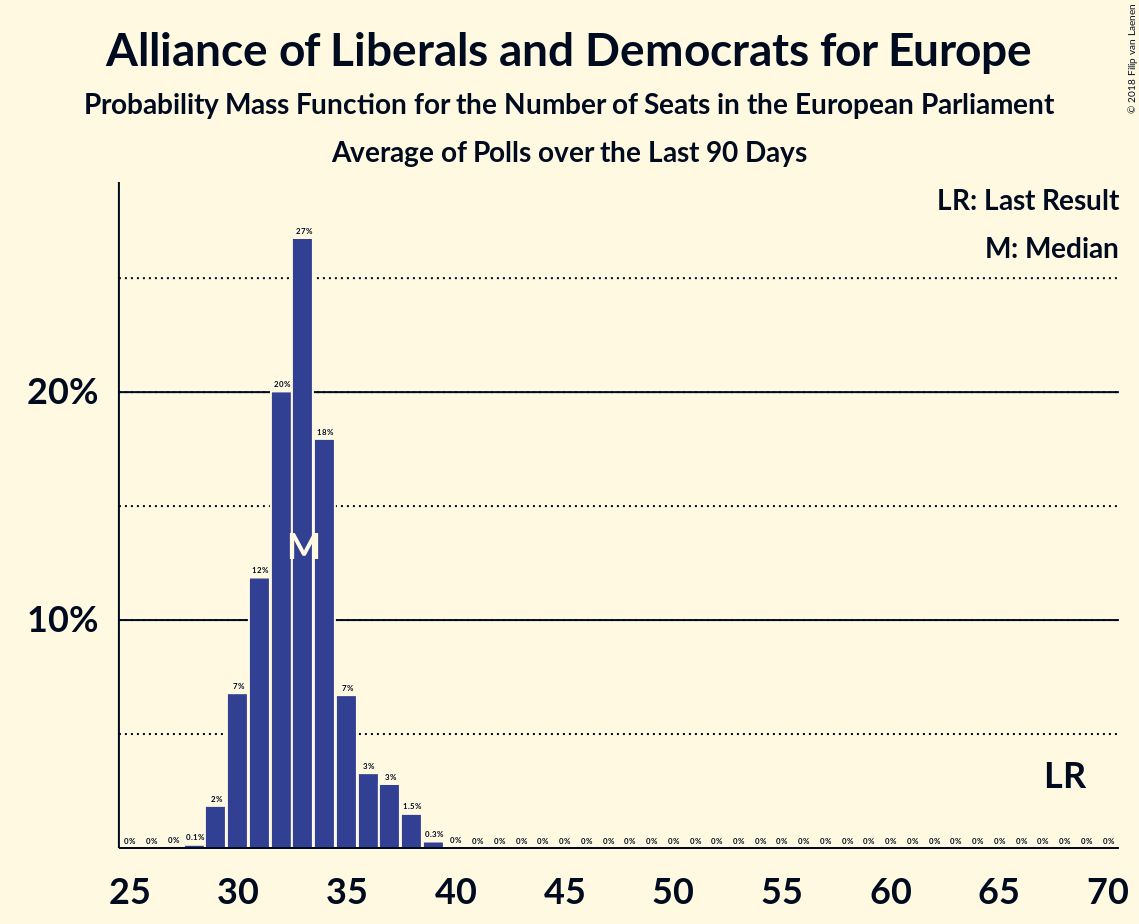 Alliance of Liberals and Democrats for Europe
Probability Mass Function for the Number of Seats in the European Parliament
Average of Polls over the Last 90 Days
© 2018 Filip van Laenen
LR: Last Result
M: Median
20%
10%
0% 0% 0% 0.1% 2% 7% 12% 20% 27% 18% 7% 3% 3% 1.5% 0.3% 0% 0% 0% 0% 0% 0% 0% 0% 0% 0% 0% 0% 0% 0% 0% 0% 0% 0% 0% 0% 0% 0% 0% 0% 0% 0% 0% 0% 0% 0% 0%
M
LR
25 30 35 40 45 50 55 60 65 70